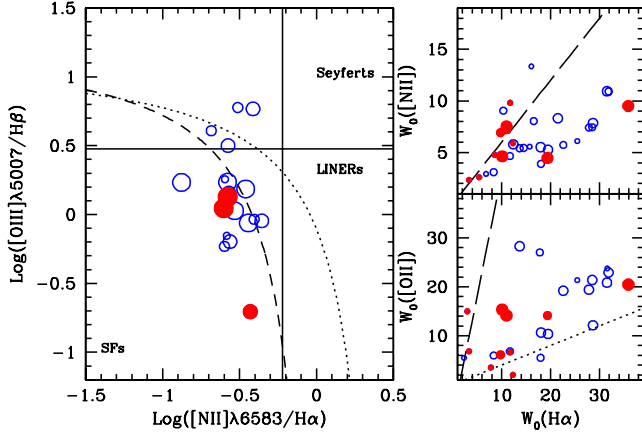 1.5
1
0.5
0
−0.5
−1
−1.5
−1
−0.5
0
0.5
Log([OIII]λ5007/Hβ)
Log([NII]λ6583/Hα)
Seyferts
LINERs
SFs
15
10
5
W₀([NII])
30
20
10
W₀([OII])
10
20
30
W₀(Hα)